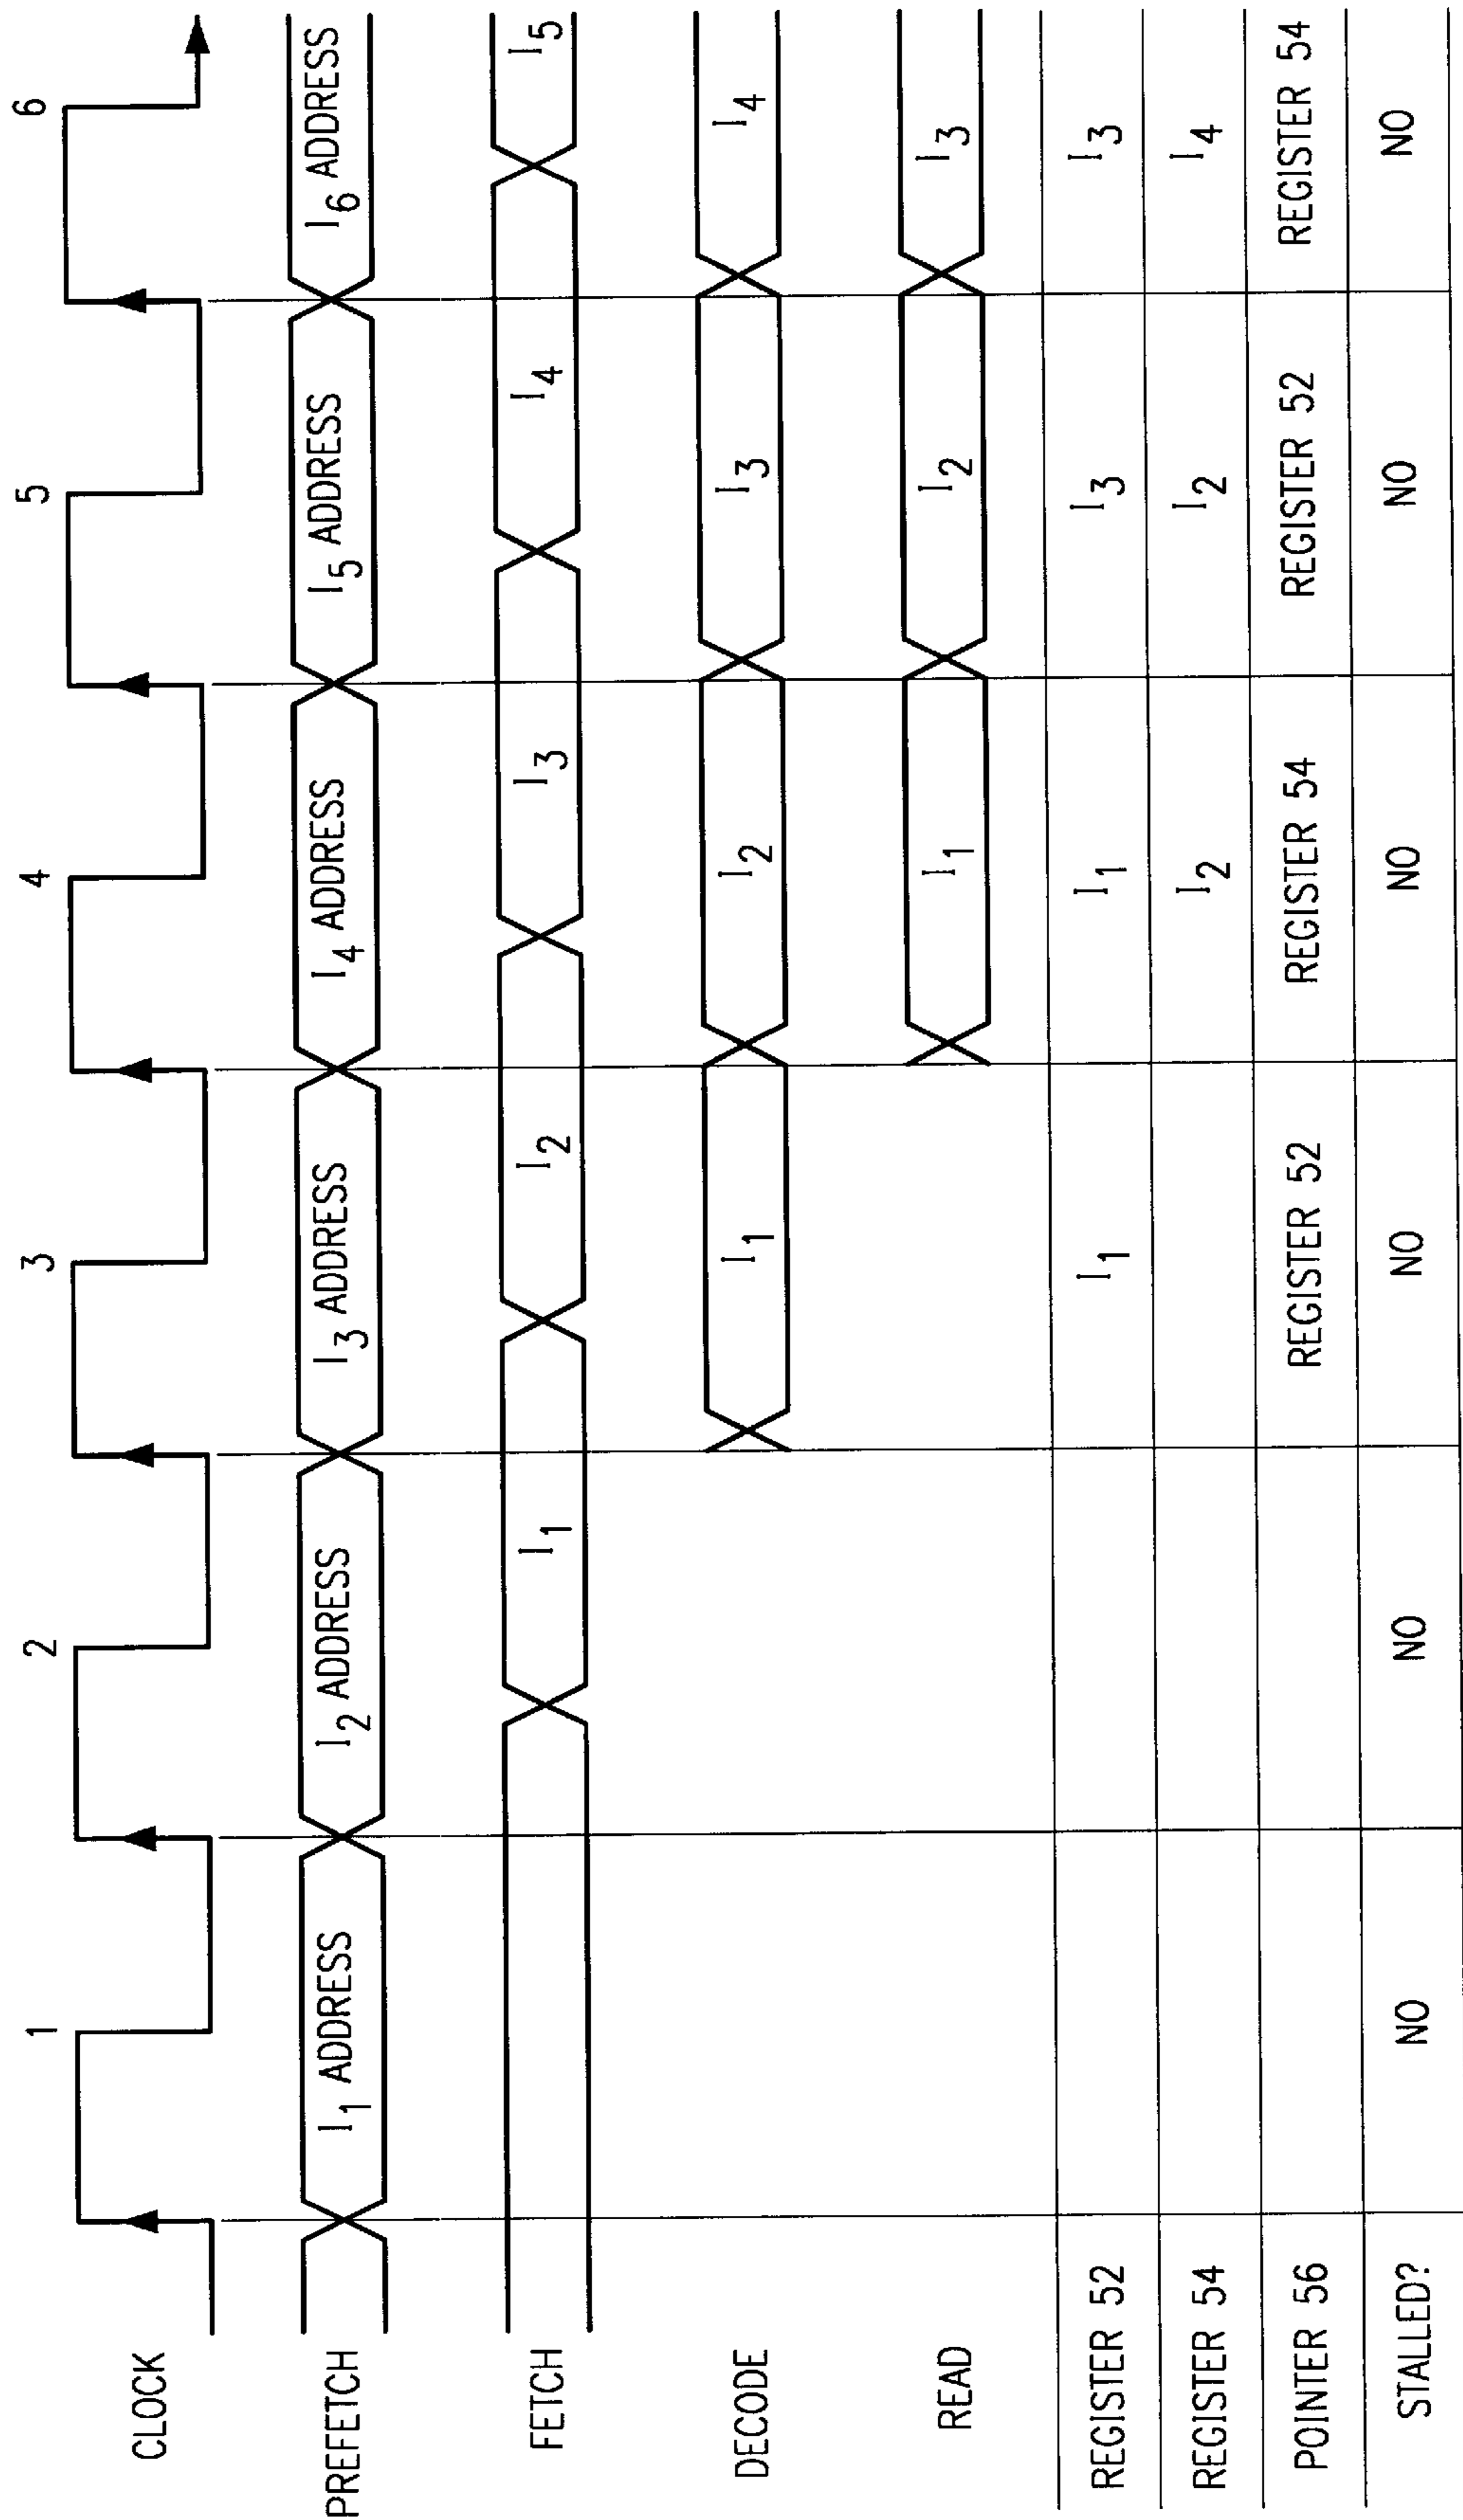 1 2 3 4 5 6
CLOCK
PREFETCH I1 ADDRESS I2 ADDRESS I3 ADDRESS I4 ADDRESS I5 ADDRESS I6 ADDRESS
FETCH I1 I2 I3 I4 I5
DECODE I1 I2 I3 I4
READ I1 I2 I3
REGISTER 52 I1 I1 I3 I3
REGISTER 54 I2 I2 I4
POINTER 56 REGISTER 52 REGISTER 54 REGISTER 52 REGISTER 54
STALLED? NO NO NO NO NO NO